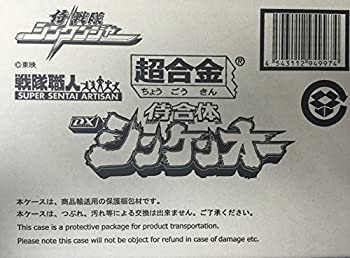 侍戦隊
シンケンジャー
©東映
戦隊職人
SUPER SENTAI ARTISAN
超合金®
ちょうごうきん
侍合体
DX シンケンオー
4 543112 949974
本ケースは、商品輸送用の保護梱包材です。
本ケースは、つぶれ、汚れ等による交換は出来ません。ご了承ください。
This case is a protective package for product transportation.
Please note this case will not be object for refund in case of damage etc.